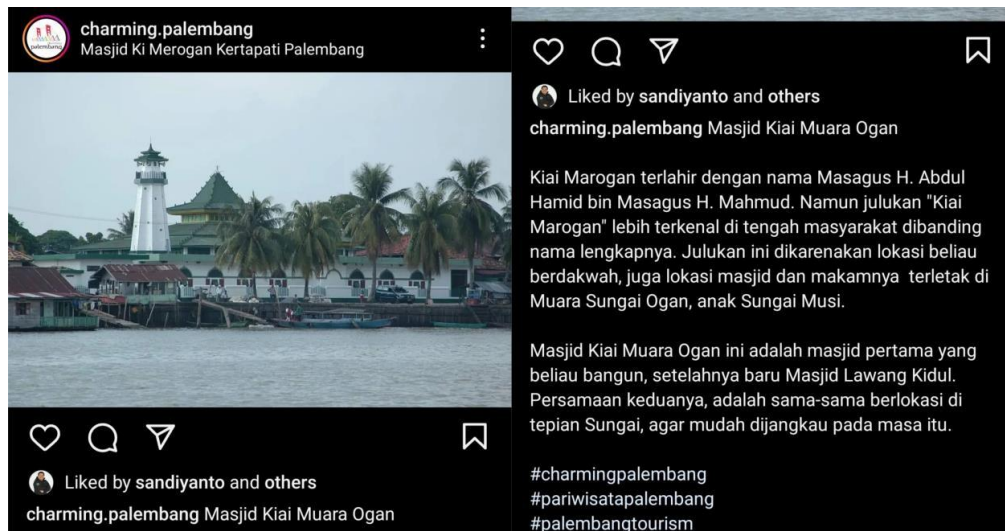 charming.palembang
Masjid Ki Merogan Kertapati Palembang
palembang
Liked by sandiyanto and others
charming.palembang Masjid Kiai Muara Ogan
Liked by sandiyanto and others
charming.palembang Masjid Kiai Muara Ogan
Kiai Marogan terlahir dengan nama Masagus H. Abdul
Hamid bin Masagus H. Mahmud. Namun julukan "Kiai
Marogan" lebih terkenal di tengah masyarakat dibanding
nama lengkapnya. Julukan ini dikarenakan lokasi beliau
berdakwah, juga lokasi masjid dan makamnya  terletak di
Muara Sungai Ogan, anak Sungai Musi.
Masjid Kiai Muara Ogan ini adalah masjid pertama yang
beliau bangun, setelahnya baru Masjid Lawang Kidul.
Persamaan keduanya, adalah sama-sama berlokasi di
tepian Sungai, agar mudah dijangkau pada masa itu.
#charmingpalembang
#pariwisatapalembang
#palembangtourism